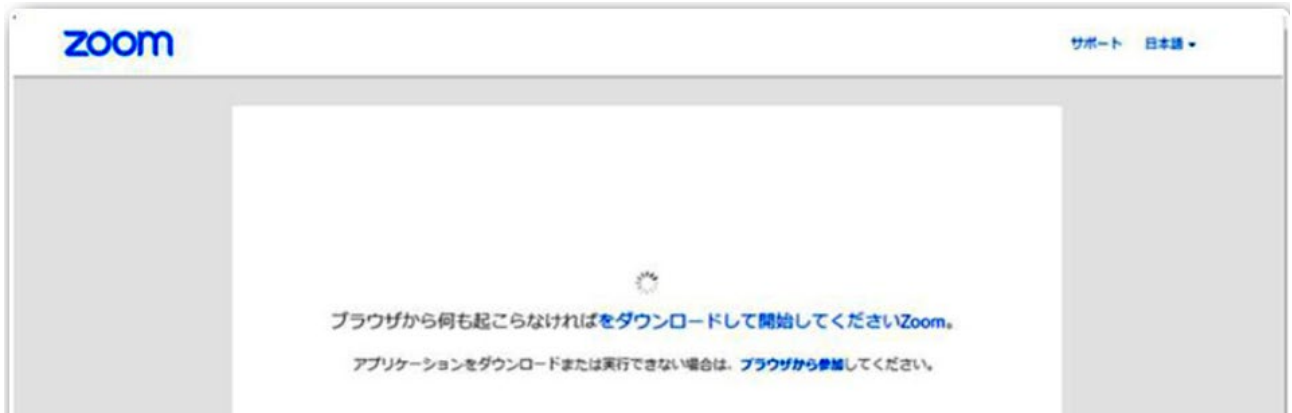 zoom
サポート 日本語
ブラウザから何も起こらなければをダウンロードして開始してくださいZoom。
アプリケーションをダウンロードまたは実行できない場合は、ブラウザから参加してください。